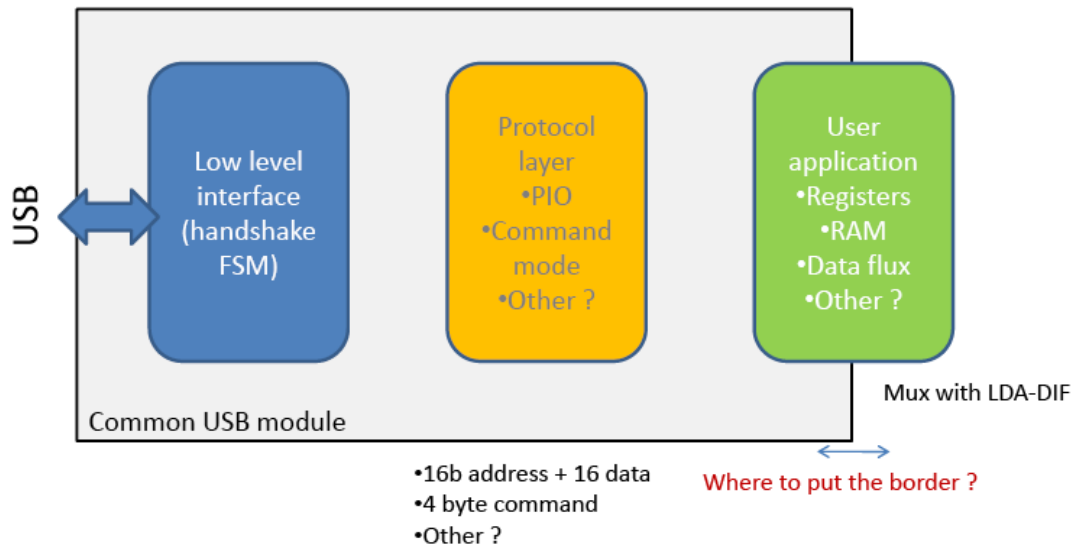 USB
Low level
interface
(handshake
FSM)
Protocol
layer
•PIO
•Command
mode
•Other ?
User
application
•Registers
•RAM
•Data flux
•Other ?
Common USB module
Mux with LDA-DIF
•16b address + 16 data
•4 byte command
•Other ?
Where to put the border ?